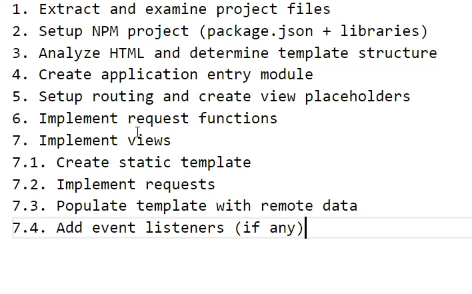 1. Extract and examine project files
2. Setup NPM project (package.json + libraries)
3. Analyze HTML and determine template structure
4. Create application entry module
5. Setup routing and create view placeholders
6. Implement request functions
7. Implement views
7.1. Create static template
7.2. Implement requests
7.3. Populate template with remote data
7.4. Add event listeners (if any)